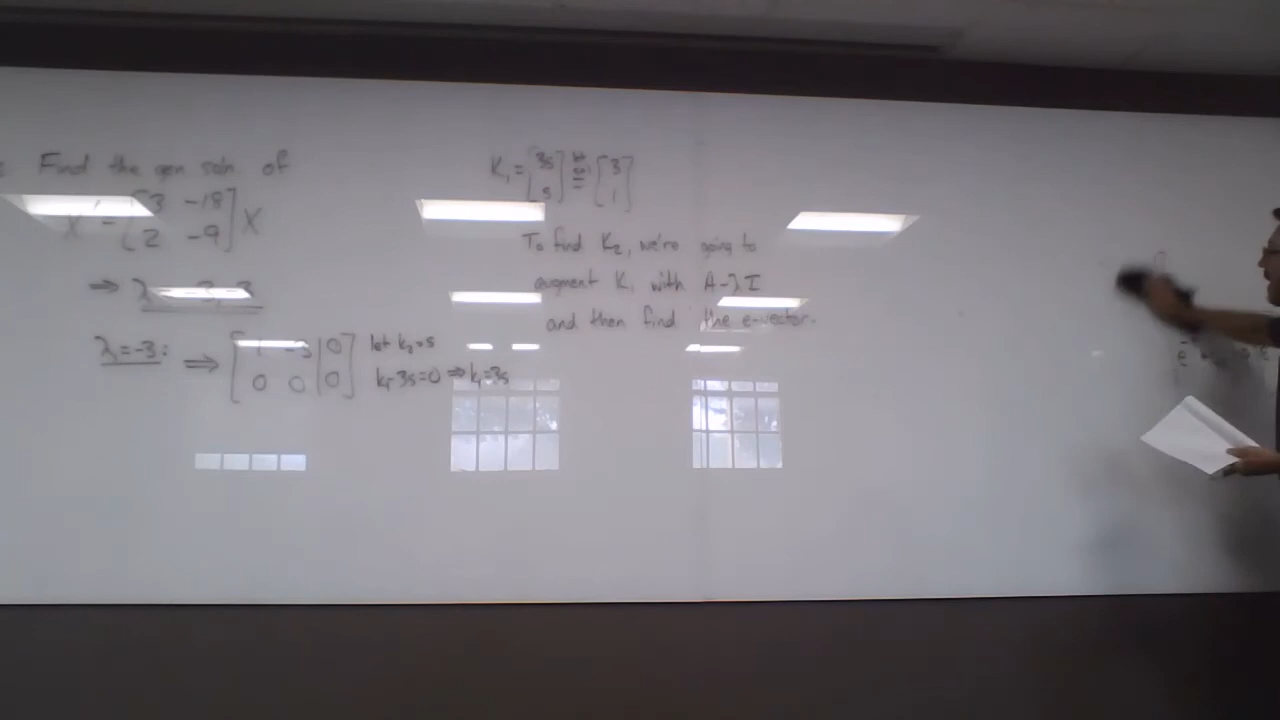 Find the gen soln. of
X' = [3 -18] X
[2 -9]
⇒ λ = -3, -3
λ = -3: ⇒ [1 -3 | 0] let k₂=s
[0 0 | 0] k₁-3s=0 ⇒ k₁=3s
K₁ = [3s] = [3]
[s] [1]
To find K₂, we're going to
augment K₁ with A-λI
and then find the e-vector.